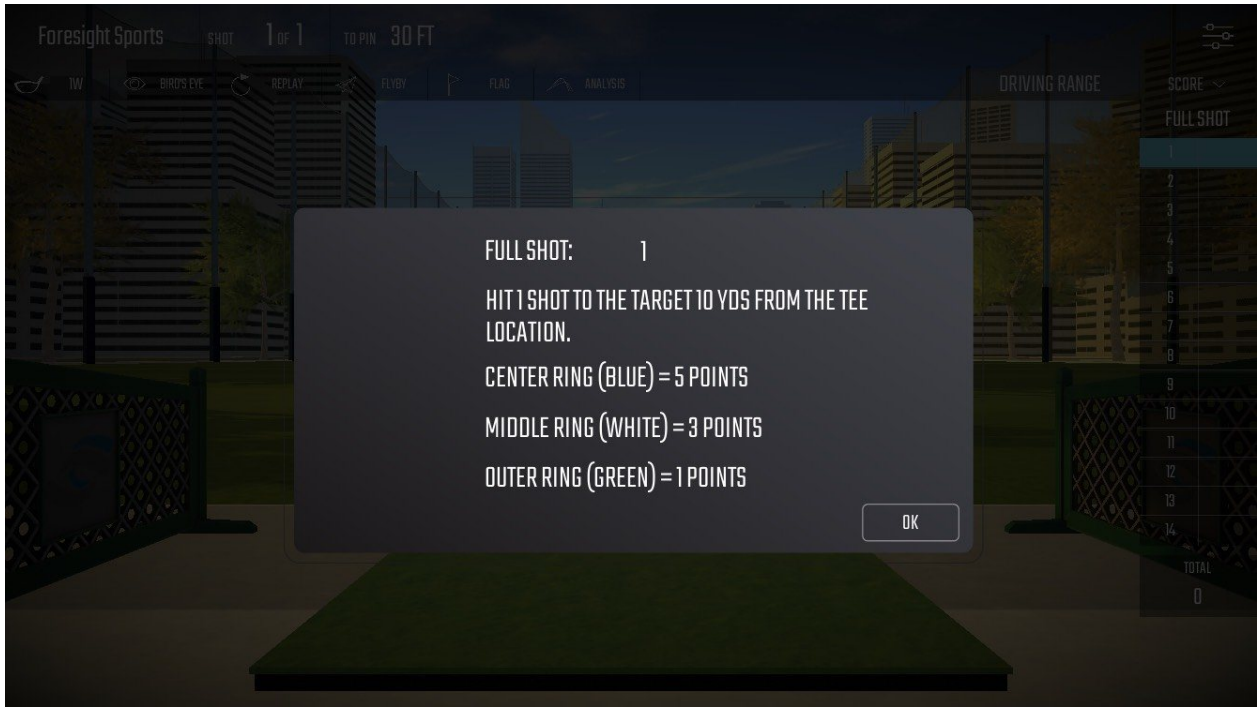 Foresight Sports SHOT 1 OF 1 TO PIN 30 FT
1W BIRD'S EYE REPLAY FLYBY FLAG ANALYSIS DRIVING RANGE SCORE
FULL SHOT
1
2
3
4
5
6
7
8
9
10
11
12
13
14
TOTAL
0
FULL SHOT: 1
HIT 1 SHOT TO THE TARGET 10 YDS FROM THE TEE
LOCATION.
CENTER RING (BLUE) = 5 POINTS
MIDDLE RING (WHITE) = 3 POINTS
OUTER RING (GREEN) = 1 POINTS
OK